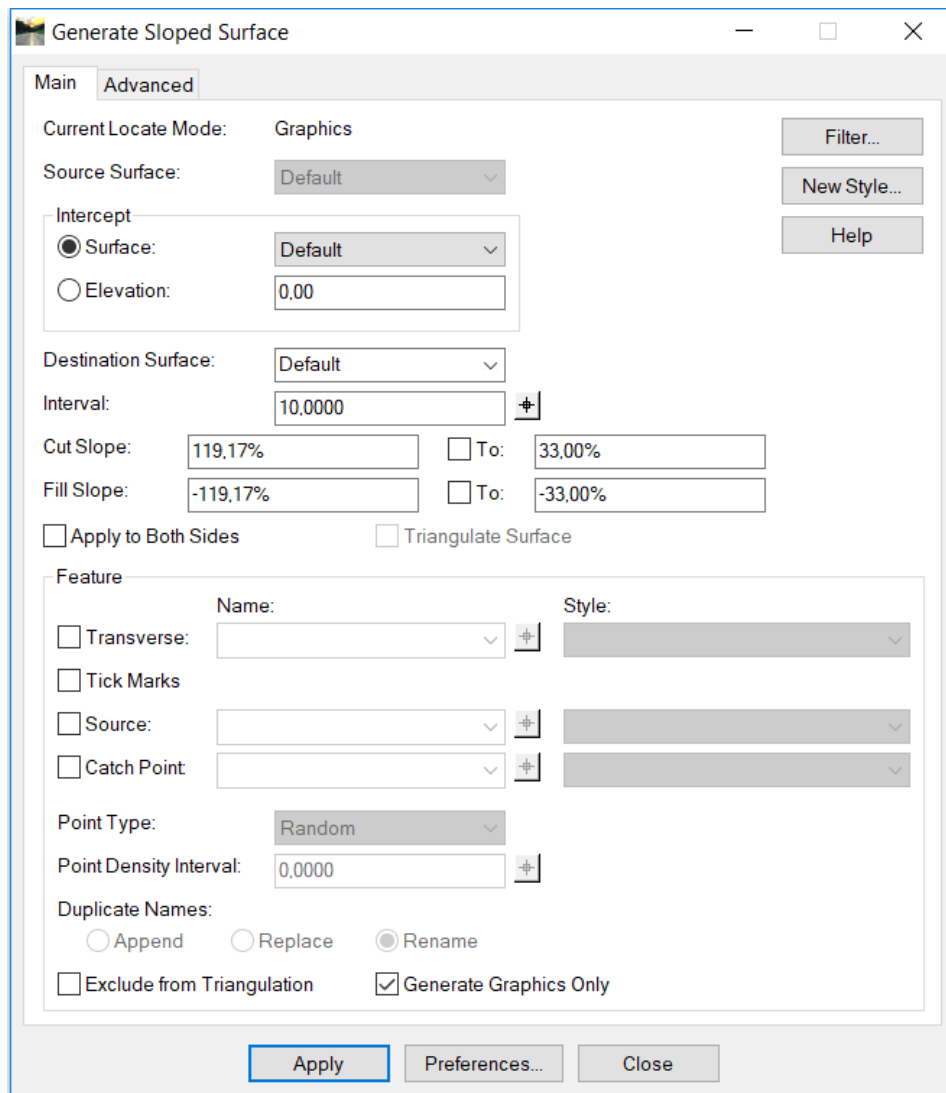 Generate Sloped Surface
Main Advanced
Current Locate Mode: Graphics Filter...
Source Surface: Default New Style...
Intercept Help
Surface: Default
Elevation: 0,00
Destination Surface: Default
Interval: 10,0000
Cut Slope: 119,17% To: 33,00%
Fill Slope: -119,17% To: -33,00%
Apply to Both Sides Triangulate Surface
Feature
Name: Style:
Transverse:
Tick Marks
Source:
Catch Point:
Point Type: Random
Point Density Interval: 0,0000
Duplicate Names:
Append Replace Rename
Exclude from Triangulation Generate Graphics Only
Apply Preferences... Close